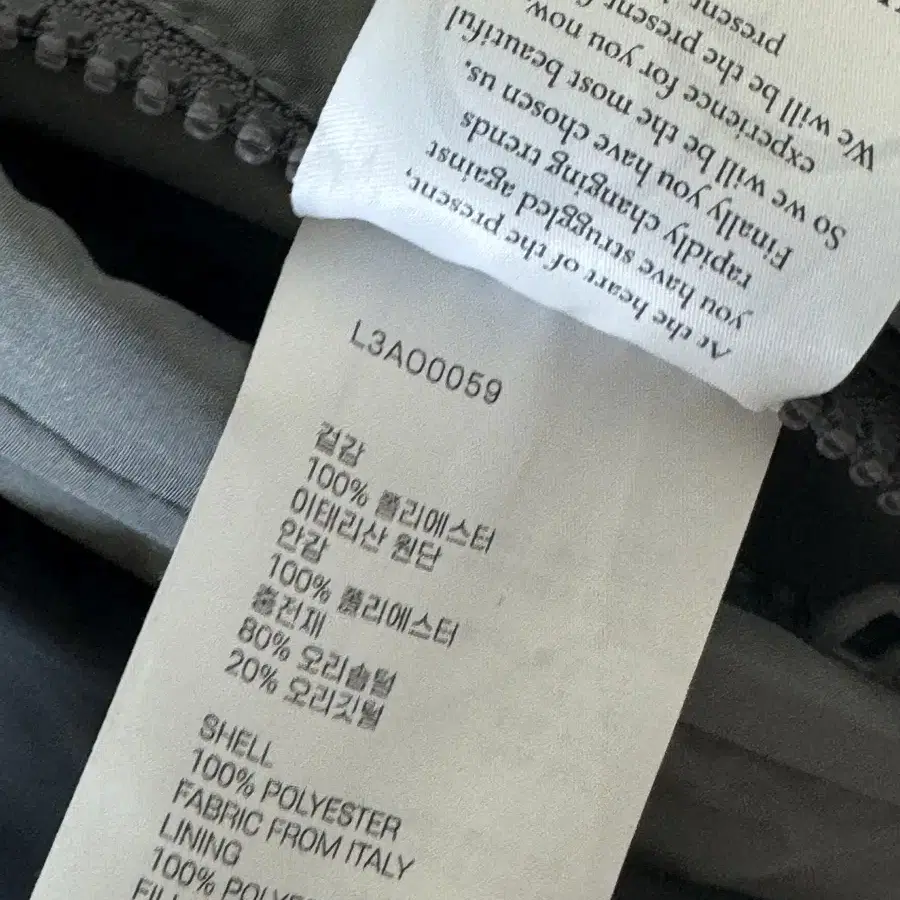 At the heart of the present,
you have struggled against
rapidly changing trends
Finally you have chosen us.
So we will be the most beautiful
experience for you now.
We will be the present
present
L3A00059
겉감
100% 폴리에스터
이태리산 원단
안감
100% 폴리에스터
충전재
80% 오리솜털
20% 오리깃털
SHELL
100% POLYESTER
FABRIC FROM ITALY
LINING
100%